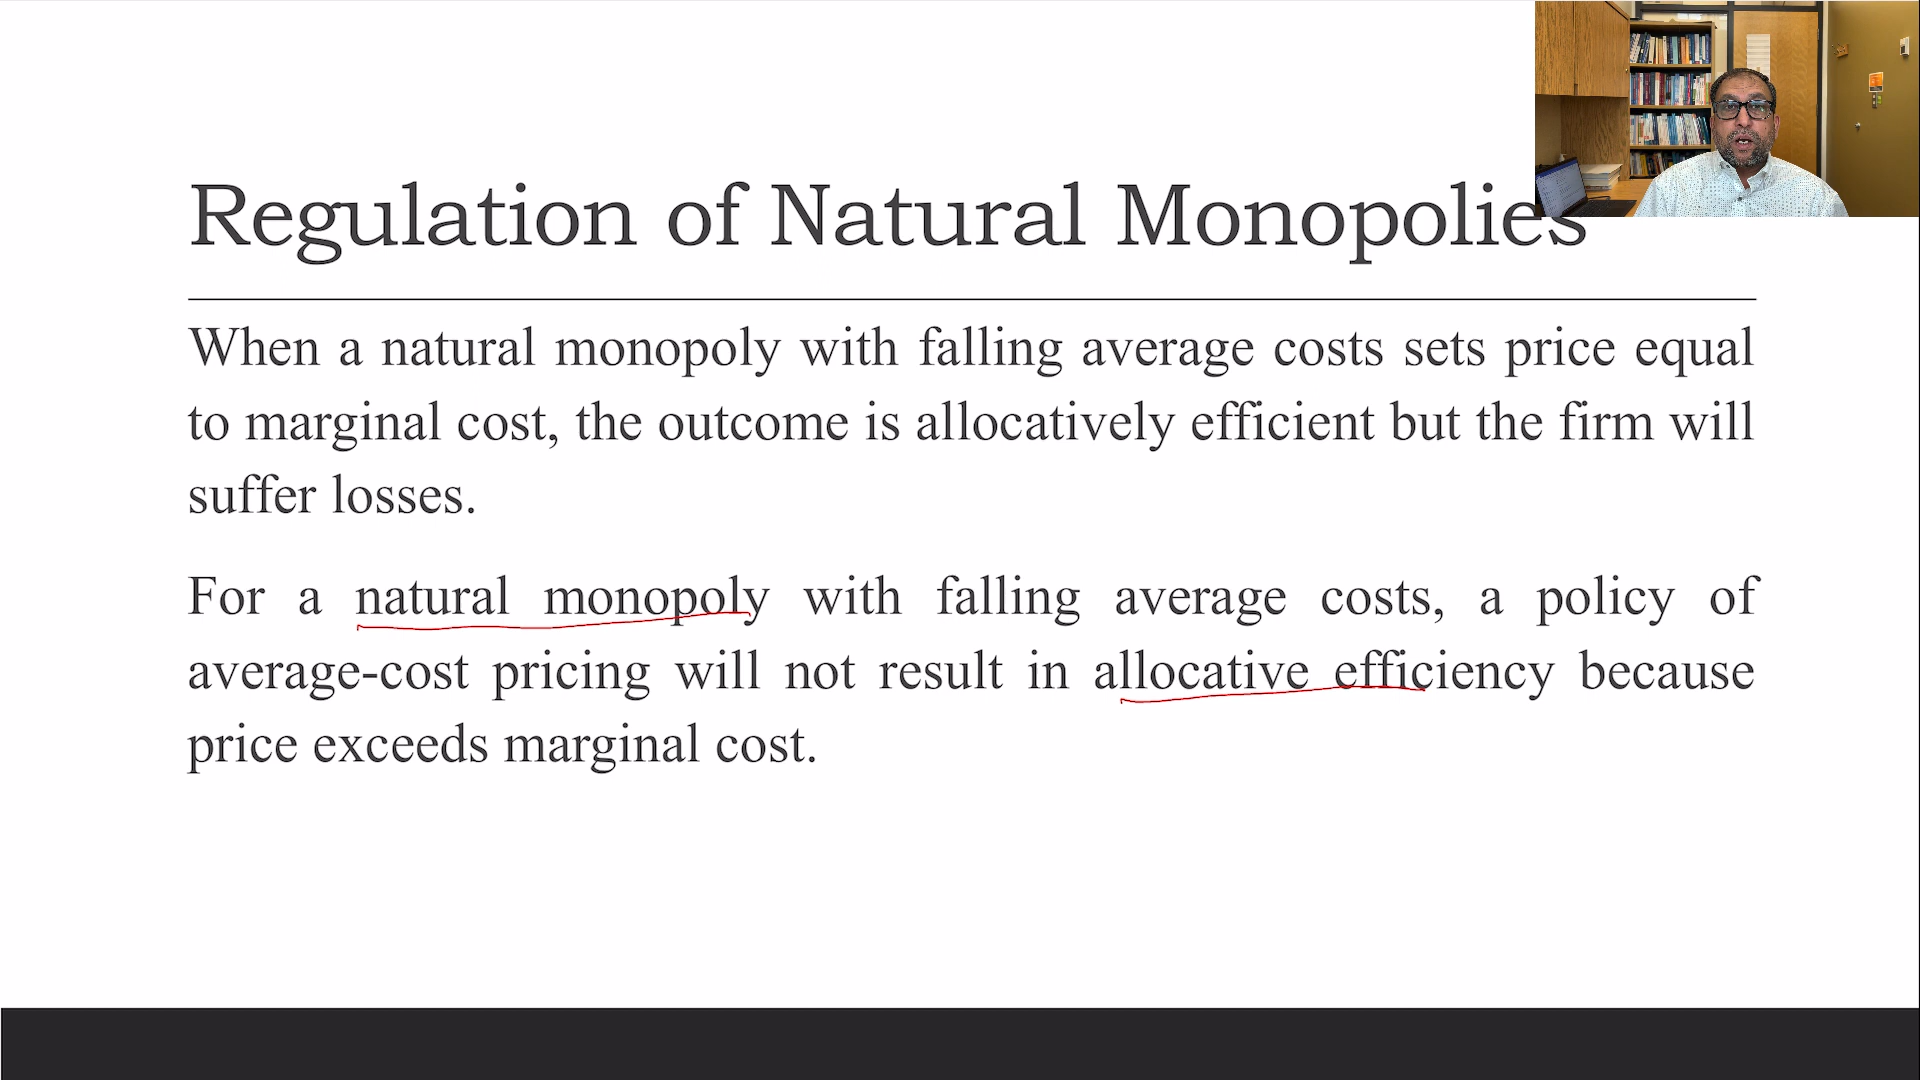 Regulation of Natural Monopolies
When a natural monopoly with falling average costs sets price equal
to marginal cost, the outcome is allocatively efficient but the firm will
suffer losses.
For a natural monopoly with falling average costs, a policy of
average-cost pricing will not result in allocative efficiency because
price exceeds marginal cost.